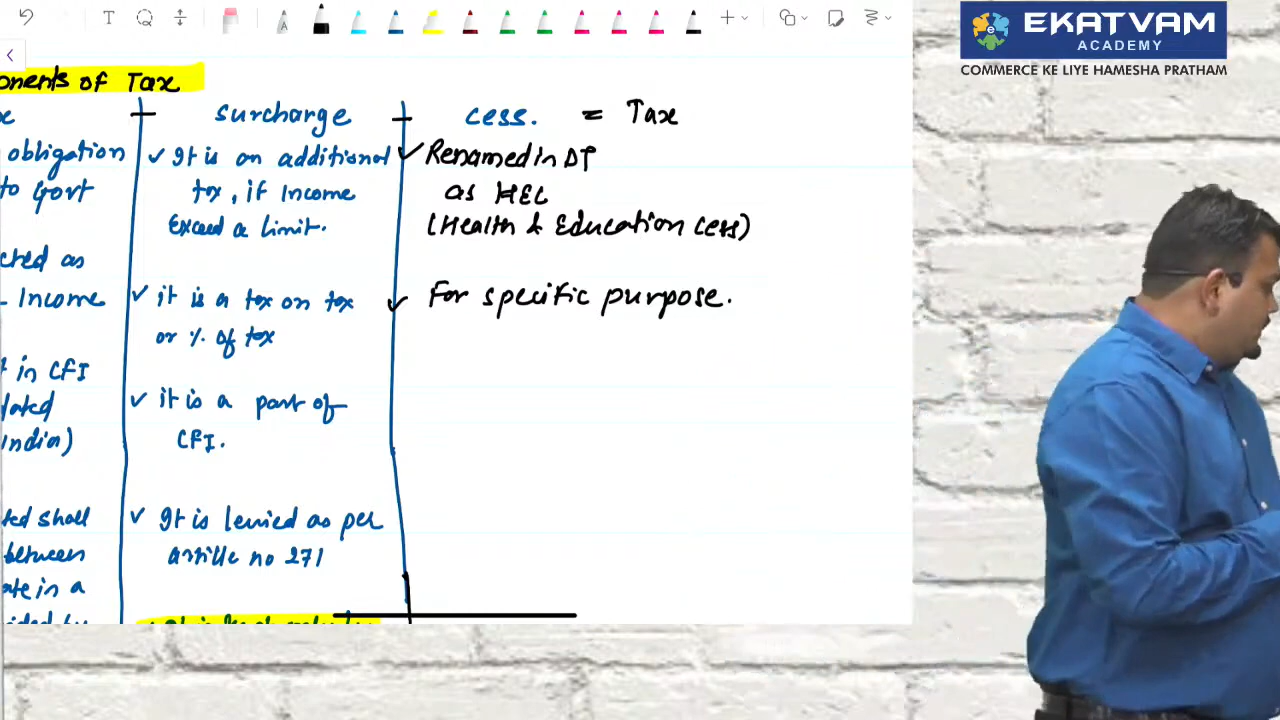 EKATVAM
ACADEMY
COMMERCE KE LIYE HAMESHA PRATHAM
onents of Tax
+ surcharge + cess. = Tax
obligation
to Govt
cted as
Income
in CFI
dated
India)
ted shall
between
ate in a
ided by
✓ It is an additional
tax, if Income
Exceed a limit.
✓ it is a tax on tax
or % of tax
✓ it is a part of
CFI.
✓ It is levied as per
article no 271
✓ Renamed in DT
as HEC
(Health & Education Cess)
✓ For specific purpose.